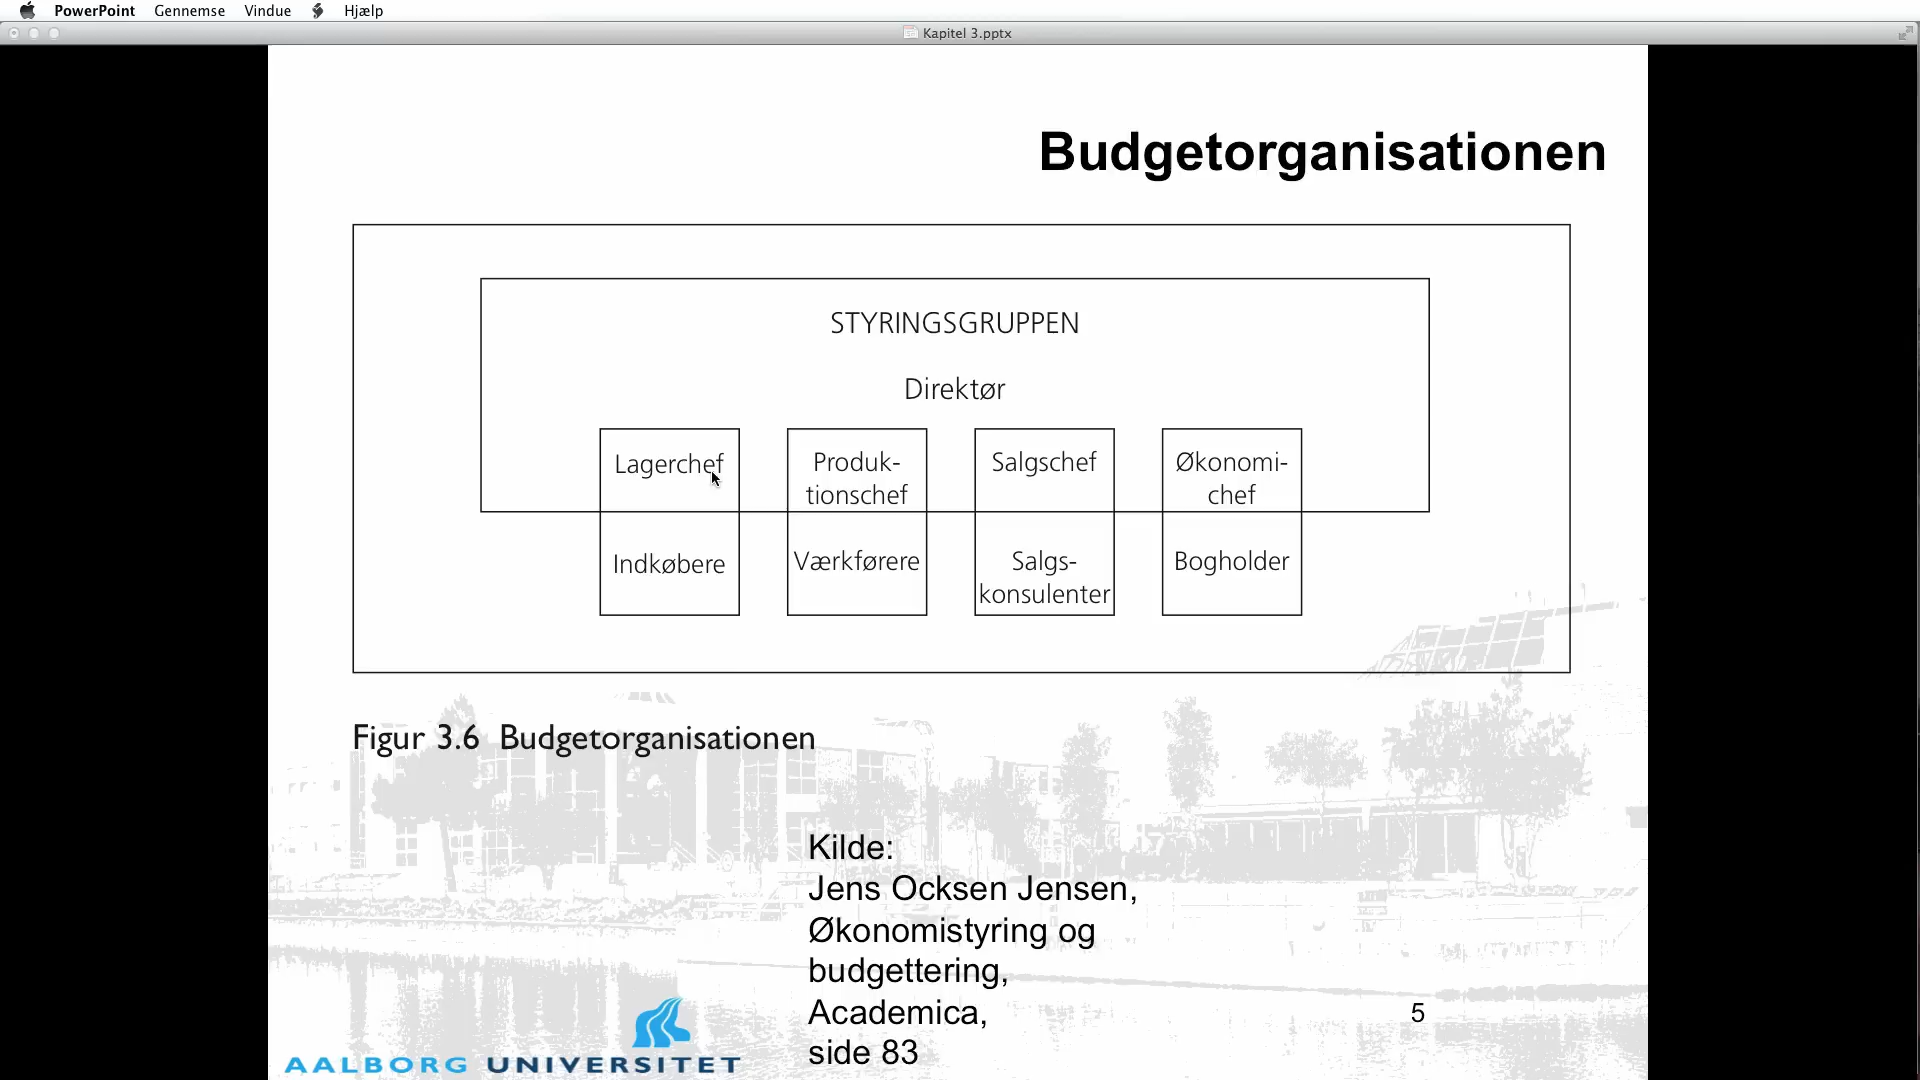 PowerPoint Gennemse Vindue Hjælp
Kapitel 3.pptx
Budgetorganisationen
STYRINGSGRUPPEN
Direktør
Lagerchef
Indkøbere
Produk-
tionschef
Værkførere
Salgschef
Salgs-
konsulenter
Økonomi-
chef
Bogholder
Figur 3.6 Budgetorganisationen
Kilde:
Jens Ocksen Jensen,
Økonomistyring og
budgettering,
Academica,
side 83
5
AALBORG UNIVERSITET